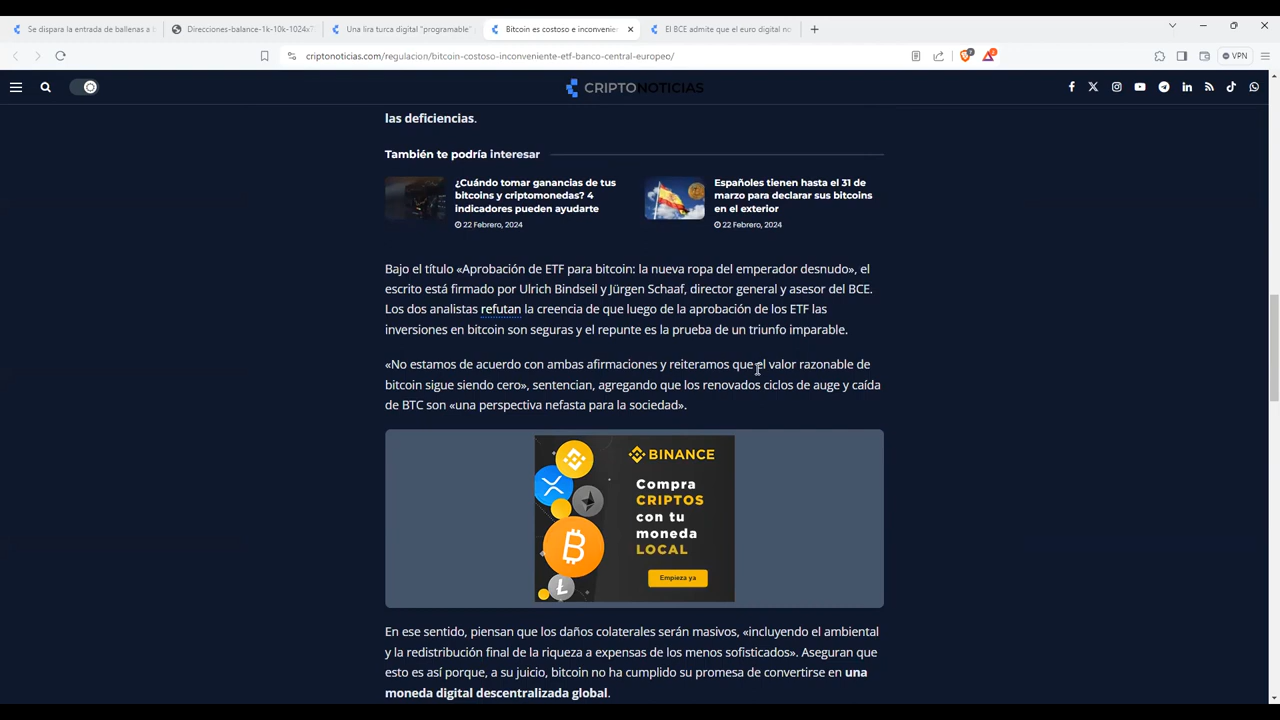 Se dispara la entrada de ballenas a b
Direcciones-balance-1k-10k-1024x7
Una lira turca digital "programable"
Bitcoin es costoso e inconvenien
El BCE admite que el euro digital no
criptonoticias.com/regulacion/bitcoin-costoso-inconveniente-etf-banco-central-europeo/
VPN
CRIPTONOTICIAS
las deficiencias.
También te podría interesar
¿Cuándo tomar ganancias de tus
bitcoins y criptomonedas? 4
indicadores pueden ayudarte
22 Febrero, 2024
Españoles tienen hasta el 31 de
marzo para declarar sus bitcoins
en el exterior
22 Febrero, 2024
Bajo el título «Aprobación de ETF para bitcoin: la nueva ropa del emperador desnudo», el
escrito está firmado por Ulrich Bindseil y Jürgen Schaaf, director general y asesor del BCE.
Los dos analistas refutan la creencia de que luego de la aprobación de los ETF las
inversiones en bitcoin son seguras y el repunte es la prueba de un triunfo imparable.
«No estamos de acuerdo con ambas afirmaciones y reiteramos que el valor razonable de
bitcoin sigue siendo cero», sentencian, agregando que los renovados ciclos de auge y caída
de BTC son «una perspectiva nefasta para la sociedad».
BINANCE
Compra
CRIPTOS
con tu
moneda
LOCAL
Empieza ya
En ese sentido, piensan que los daños colaterales serán masivos, «incluyendo el ambiental
y la redistribución final de la riqueza a expensas de los menos sofisticados». Aseguran que
esto es así porque, a su juicio, bitcoin no ha cumplido su promesa de convertirse en una
moneda digital descentralizada global.